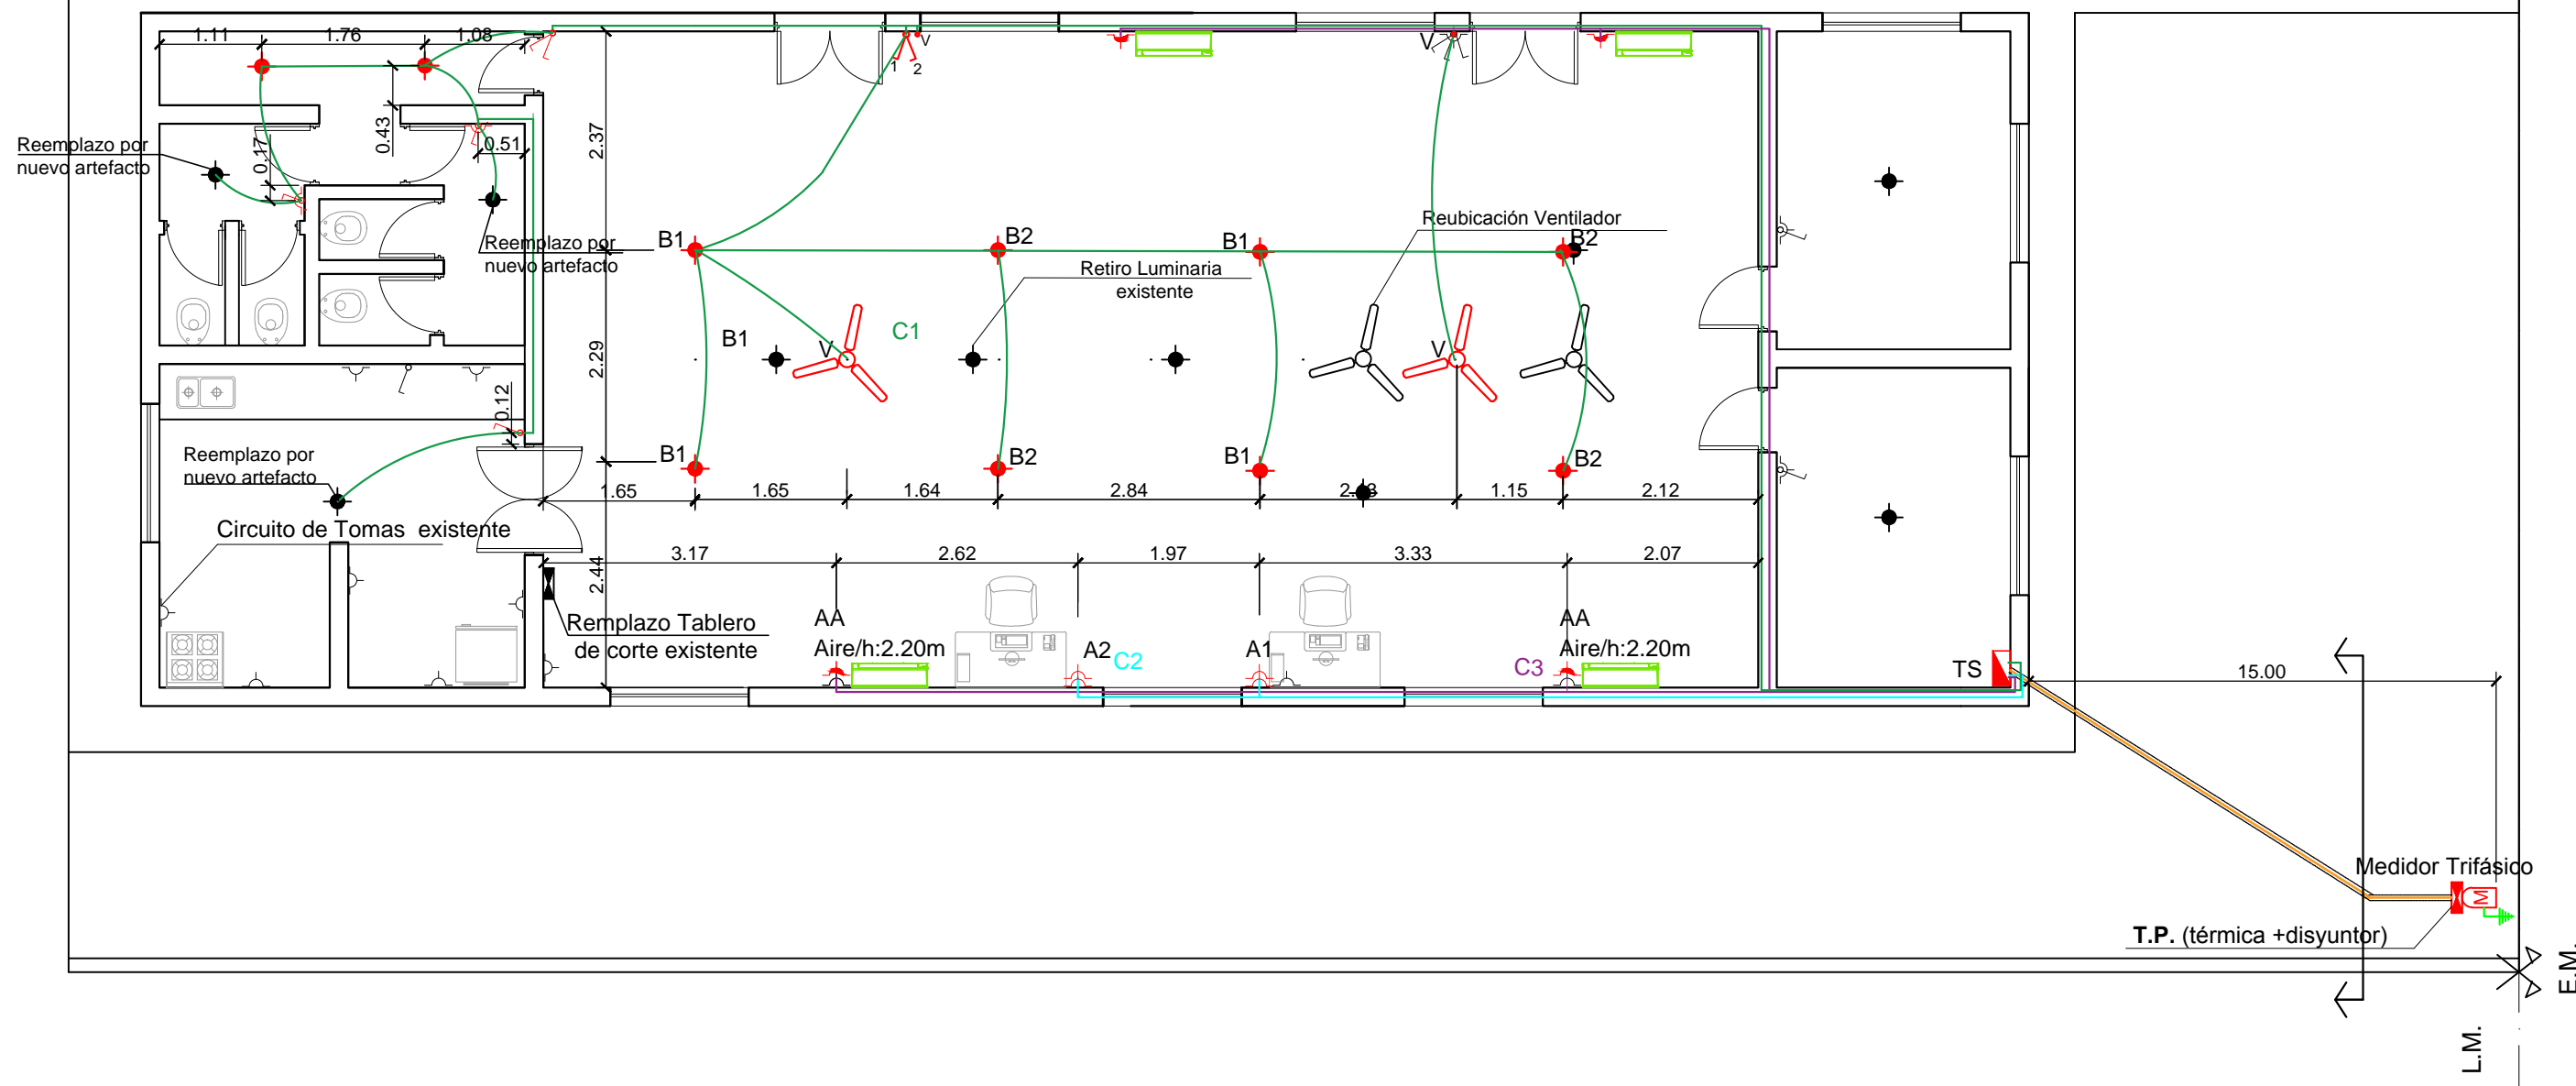 1.11
1.76
1.08
V
1
2
V
Reemplazo por
nuevo artefacto
0.17
0.43
0.51
2.37
Reemplazo por
nuevo artefacto
B1
B2
B1
B2
Reubicación Ventilador
Retiro Luminaria
existente
B1
V
C1
V
2.29
0.12
Reemplazo por
nuevo artefacto
B1
B2
B1
B2
1.65
1.65
1.64
2.84
1.15
2.12
Circuito de Tomas existente
3.17
2.62
1.97
3.33
2.07
2.44
Remplazo Tablero
de corte existente
AA
Aire/h:2.20m
A2
C2
A1
C3
AA
Aire/h:2.20m
TS
15.00
Medidor Trifásico
M
T.P. (térmica +disyuntor)
E.M.
L.M.